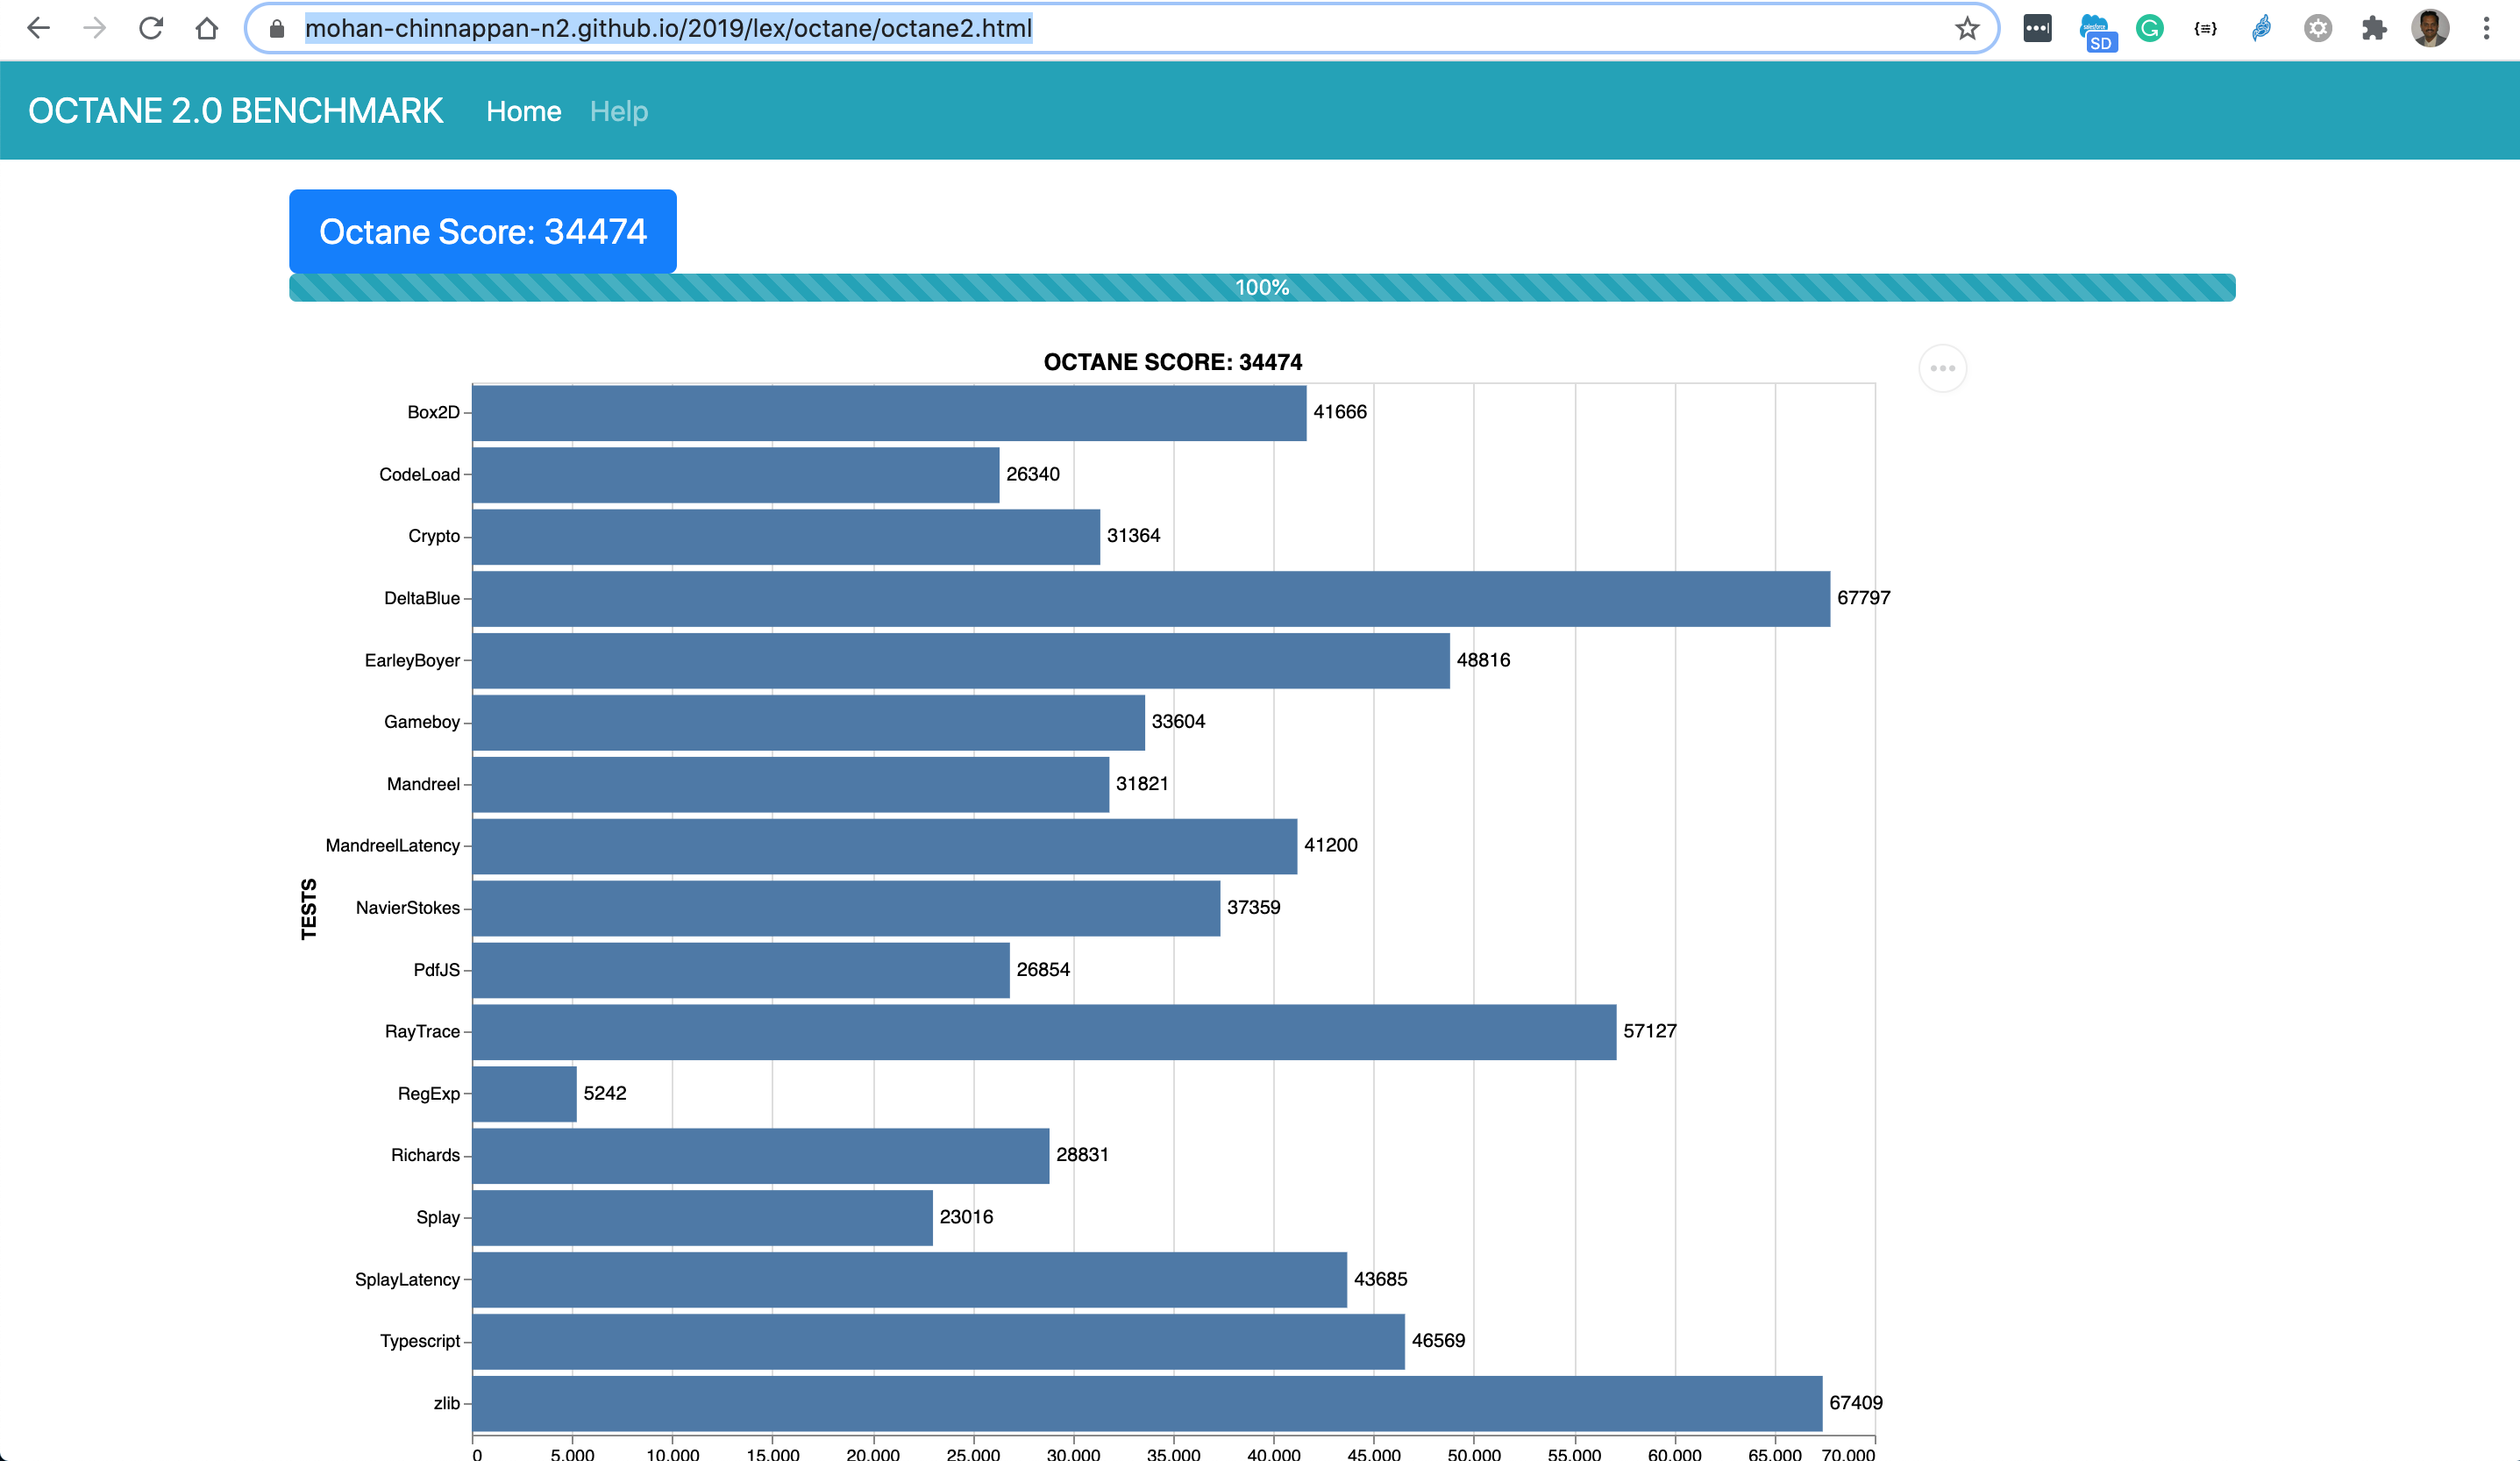 mohan-chinnappan-n2.github.io/2019/lex/octane/octane2.html
SD
OCTANE 2.0 BENCHMARK Home Help
Octane Score: 34474
100%
OCTANE SCORE: 34474
Box2D 41666
CodeLoad 26340
Crypto 31364
DeltaBlue 67797
EarleyBoyer 48816
Gameboy 33604
Mandreel 31821
MandreelLatency 41200
TESTS
NavierStokes 37359
PdfJS 26854
RayTrace 57127
RegExp 5242
Richards 28831
Splay 23016
SplayLatency 43685
Typescript 46569
zlib 67409
0 5,000 10,000 15,000 20,000 25,000 30,000 35,000 40,000 45,000 50,000 55,000 60,000 65,000 70,000